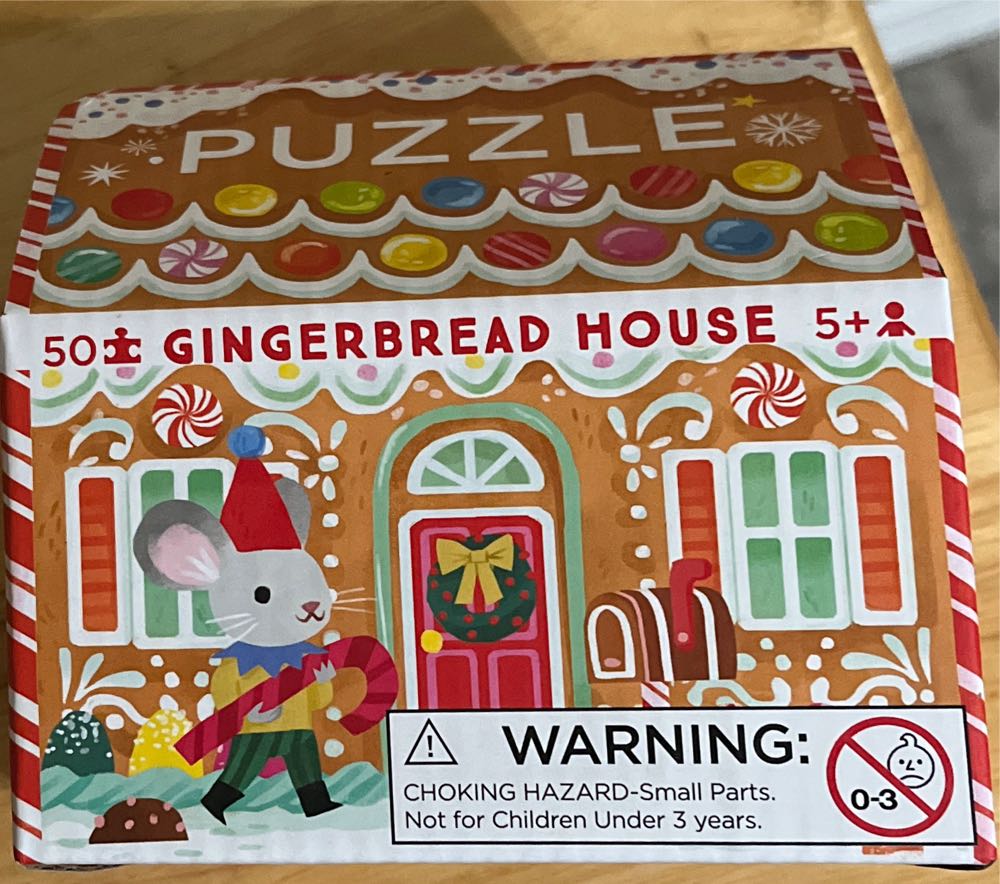 PUZZLE
50 GINGERBREAD HOUSE 5+
WARNING:
CHOKING HAZARD-Small Parts.
Not for Children Under 3 years.
0-3